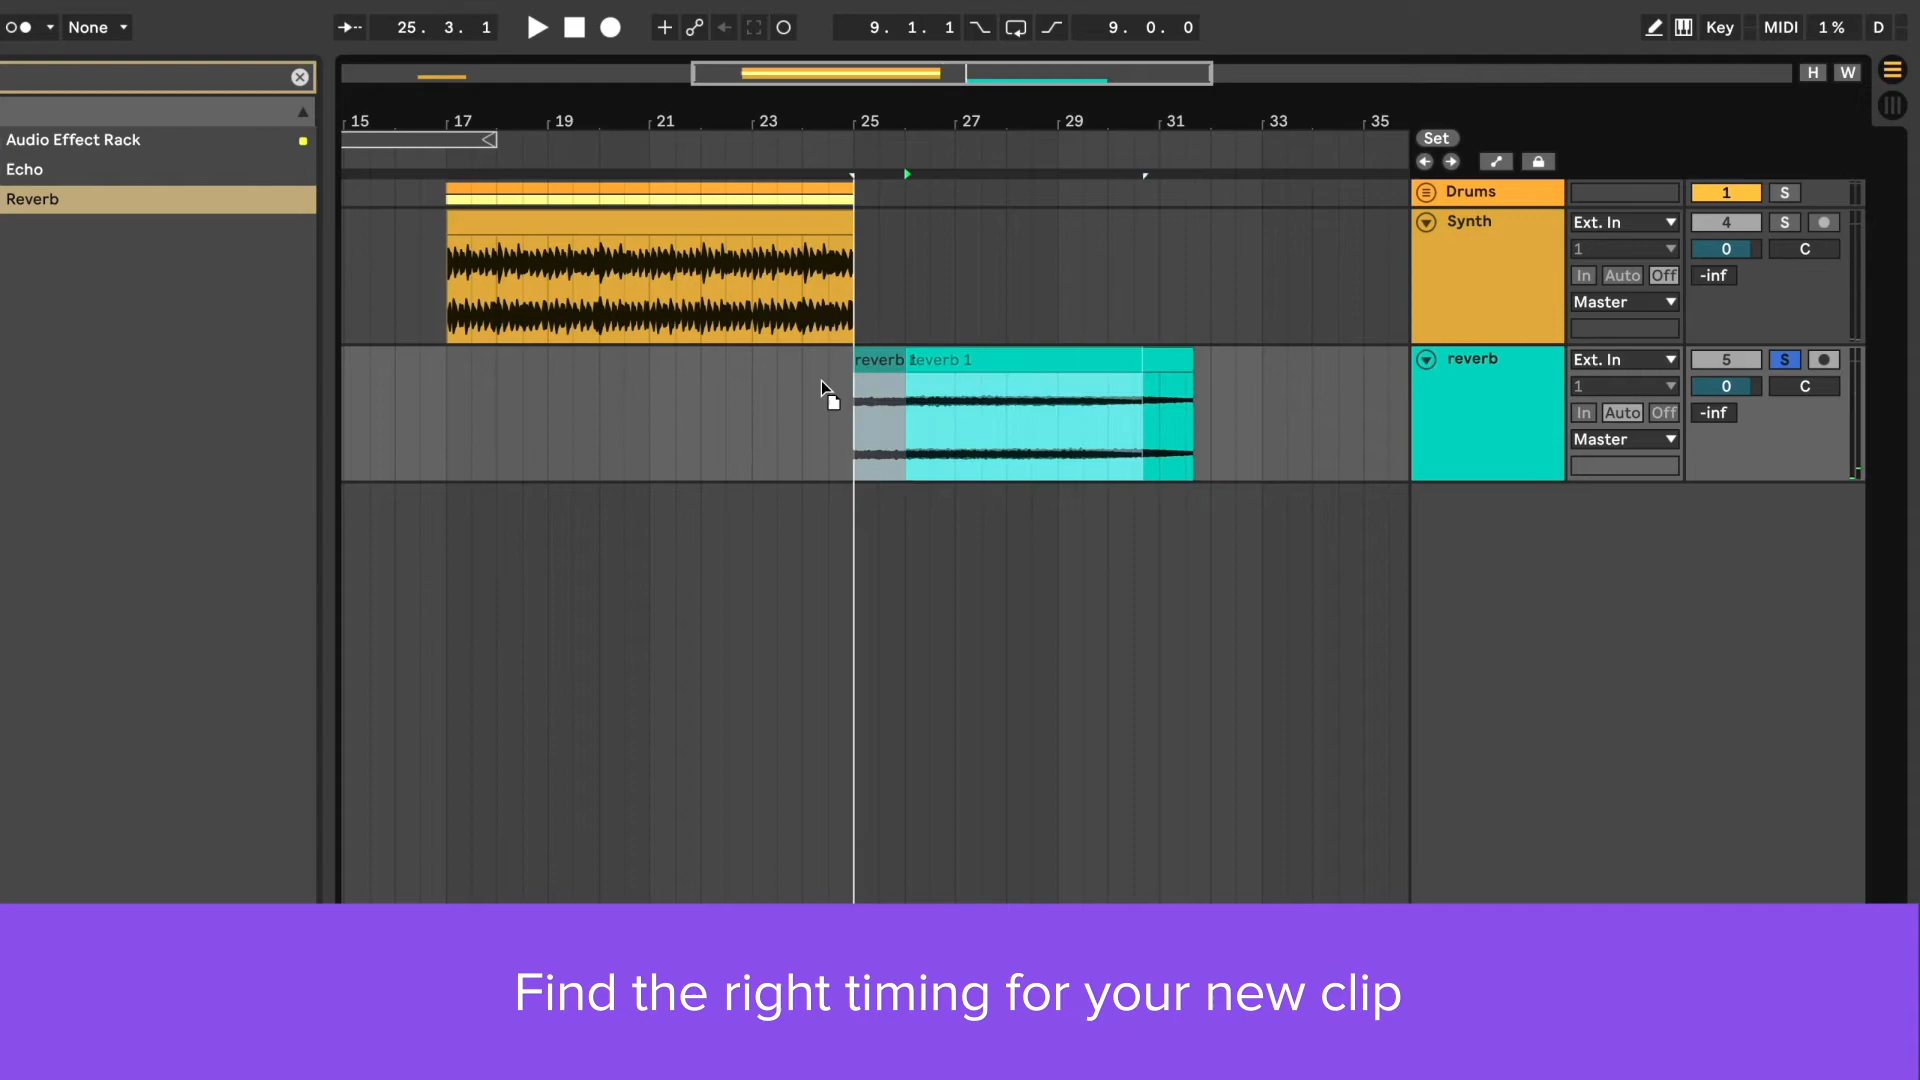 None 25. 3. 1 9. 1. 1 9. 0. 0 Key MIDI 1 % D
H W
15 17 19 21 23 25 27 29 31 33 35
Set
Audio Effect Rack
Echo
Reverb
Drums 1 S
Synth Ext. In 4 S
1 0 C
In Auto Off -inf
Master
reverb reverb 1 reverb Ext. In 5 S
1 0 C
In Auto Off -inf
Master
Find the right timing for your new clip